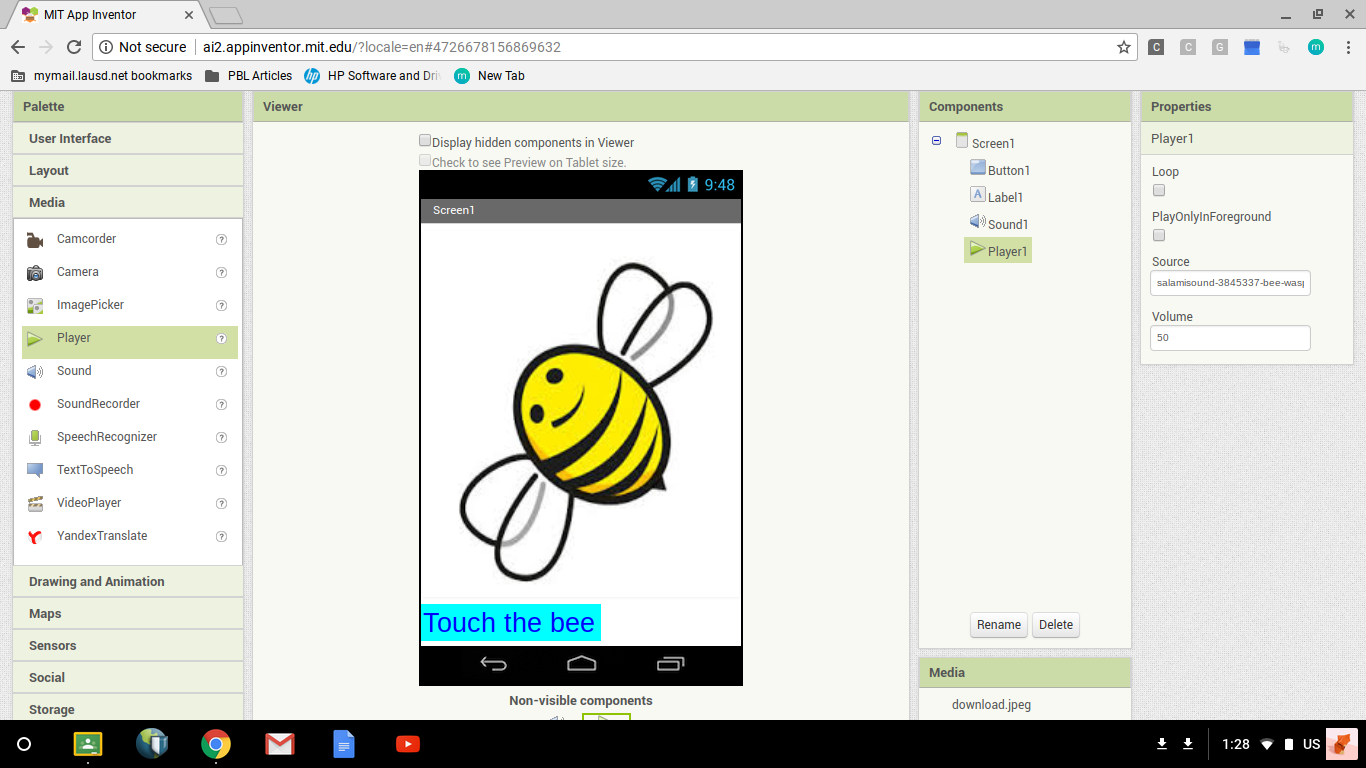 MIT App Inventor
Not secure
ai2.appinventor.mit.edu/?locale=en#4726678156869632
C
C
G
m
mymail.lausd.net bookmarks
PBL Articles
hp
HP Software and Dri
m
New Tab
Palette
User Interface
Layout
Media
Camcorder
?
Camera
?
ImagePicker
?
Player
?
Sound
?
SoundRecorder
?
SpeechRecognizer
?
TextToSpeech
?
VideoPlayer
?
YandexTranslate
?
Drawing and Animation
Maps
Sensors
Social
Storage
Viewer
Display hidden components in Viewer
Check to see Preview on Tablet size.
9:48
Screen1
Touch the bee
Non-visible components
Components
Screen1
Button1
A
Label1
Sound1
Player1
Rename
Delete
Media
download.jpeg
Properties
Player1
Loop
PlayOnlyInForeground
Source
salamisound-3845337-bee-wasp
Volume
50
1:28
US